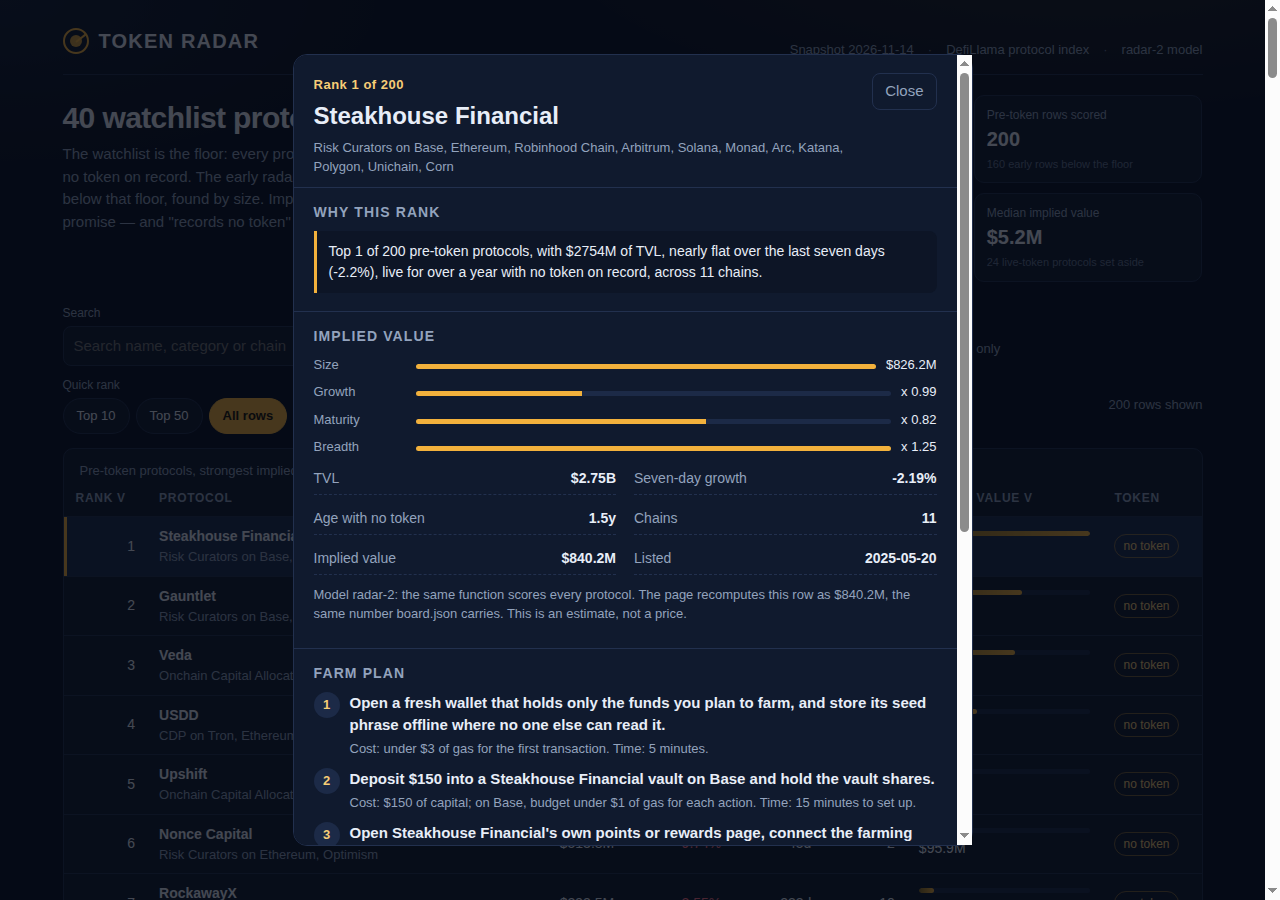 TOKEN RADAR
Snapshot 2026-11-14 · DefiLlama protocol index · radar-2 model
40 watchlist
The watchlist is the floor: every
no token on record. The early
below that floor, found by size.
promise — and "records no token"
Pre-token rows scored
200
160 early rows below the floor
Median implied value
$5.2M
24 live-token protocols set aside
Search
Search name, category or chain
only
Quick rank
Top 10
Top 50
All rows
200 rows shown
Pre-token protocols, strongest
RANK V
PROTOCOL
VALUE V
TOKEN
1
Steakhouse
Risk Curators on Base,
no token
2
Gauntlet
Risk Curators on Base,
no token
3
Veda
Onchain Capital
no token
4
USDD
CDP on Tron,
no token
5
Upshift
Onchain Capital
no token
6
Nonce Capital
Risk Curators on Ethereum, Optimism
$95.9M
no token
RockawayX
Rank 1 of 200
Close
Steakhouse Financial
Risk Curators on Base, Ethereum, Robinhood Chain, Arbitrum, Solana, Monad, Arc, Katana,
Polygon, Unichain, Corn
WHY THIS RANK
Top 1 of 200 pre-token protocols, with $2754M of TVL, nearly flat over the last seven days
(-2.2%), live for over a year with no token on record, across 11 chains.
IMPLIED VALUE
Size $826.2M
Growth x 0.99
Maturity x 0.82
Breadth x 1.25
TVL $2.75B Seven-day growth -2.19%
Age with no token 1.5y Chains 11
Implied value $840.2M Listed 2025-05-20
Model radar-2: the same function scores every protocol. The page recomputes this row as $840.2M, the
same number board.json carries. This is an estimate, not a price.
FARM PLAN
1 Open a fresh wallet that holds only the funds you plan to farm, and store its seed
phrase offline where no one else can read it.
Cost: under $3 of gas for the first transaction. Time: 5 minutes.
2 Deposit $150 into a Steakhouse Financial vault on Base and hold the vault shares.
Cost: $150 of capital; on Base, budget under $1 of gas for each action. Time: 15 minutes to set up.
3 Open Steakhouse Financial's own points or rewards page, connect the farming